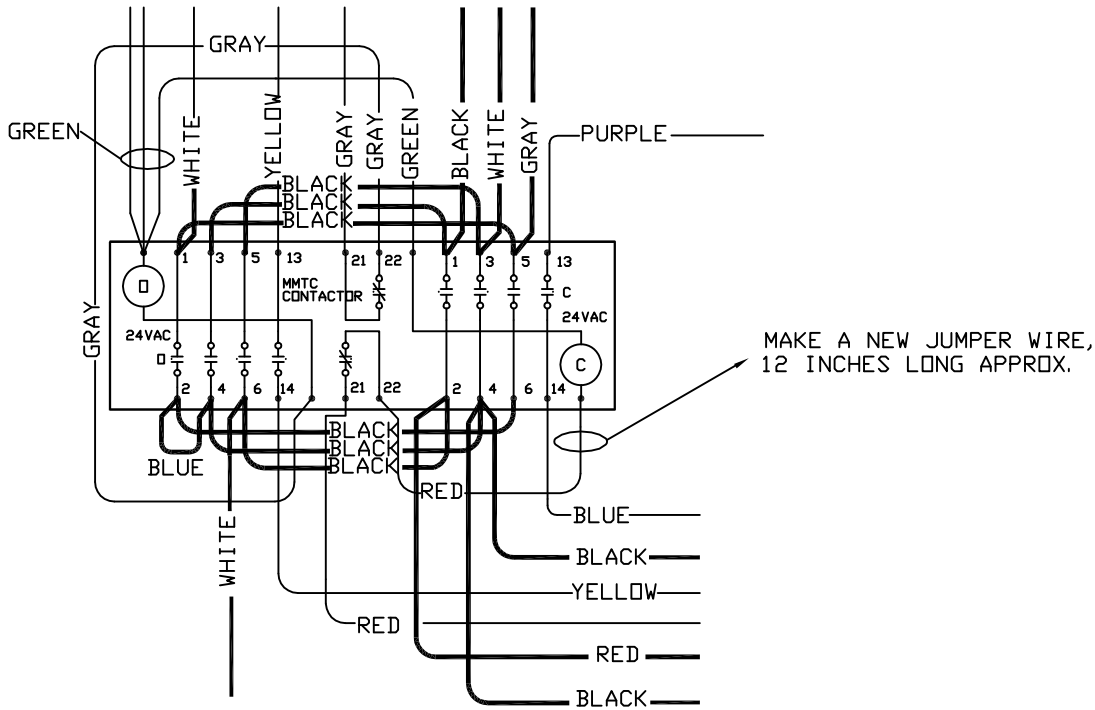 GRAY
GREEN
WHITE
YELLOW
GRAY
GRAY
GREEN
BLACK
WHITE
GRAY
PURPLE
BLACK
BLACK
BLACK
1 3 5 13 21 22 1 3 5 13
MMTC
CONTACTOR
O
C
24VAC
24VAC
GRAY
O
C
MAKE A NEW JUMPER WIRE,
12 INCHES LONG APPROX.
2 4 6 14 21 22 2 4 6 14
BLACK
BLACK
BLACK
BLUE
RED
BLUE
WHITE
BLACK
YELLOW
RED
RED
BLACK